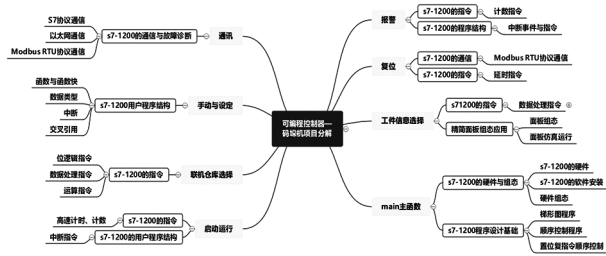 可编程控制器—
码垛机项目分解
通讯
s7-1200的通信与故障诊断
S7协议通信
以太网通信
Modbus RTU协议通信
手动与设定
s7-1200用户程序结构
函数与函数快
数据类型
中断
交叉引用
联机仓库选择
s7-1200的指令
位逻辑指令
数据处理指令
运算指令
启动运行
s7-1200的指令
高速计时、计数
s7-1200的用户程序结构
中断指令
报警
s7-1200的指令
计数指令
s7-1200的程序结构
中断事件与指令
复位
s7-1200的通信
Modbus RTU协议通信
s7-1200的指令
延时指令
工件信息选择
s71200的指令
数据处理指令
精简面板组态应用
面板组态
面板仿真运行
main主函数
s7-1200的硬件与组态
s7-1200的硬件
s7-1200的软件安装
硬件组态
s7-1200程序设计基础
梯形图程序
顺序控制程序
置位复指令顺序控制